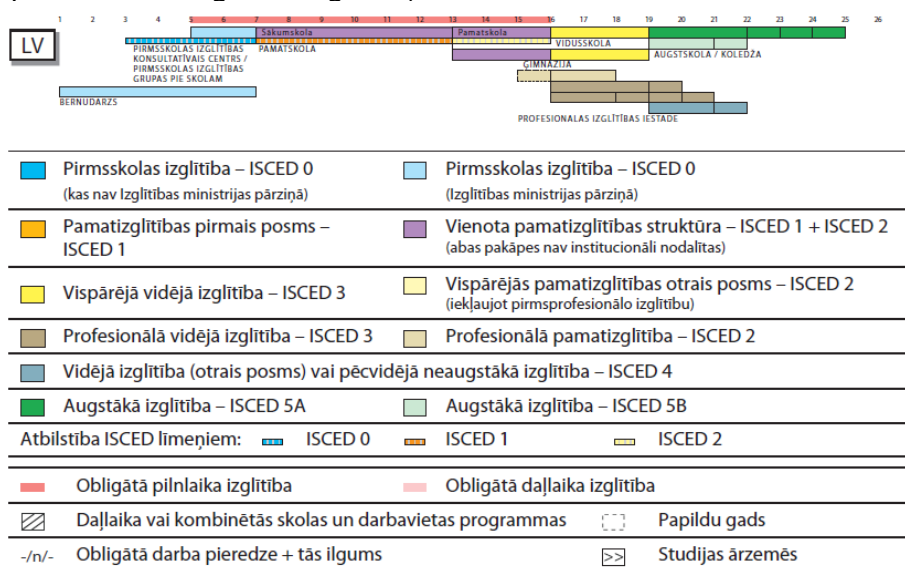 1 2 3 4 5 6 7 8 9 10 11 12 13 14 15 16 17 18 19 20 21 22 23 24 25 26
LV
Sākumskola Pamatskola
PIRMSSKOLAS IZGLĪTĪBAS PAMATSKOLA VIDUSSKOLA
KONSULTATĪVAIS CENTRS / AUGSTSKOLA / KOLEDŽA
PIRMSSKOLAS IZGLĪTĪBAS
GRUPAS PIE SKOLAM
ĢIMNĀZIJA
BERNUDARZS
PROFESIONALAS IZGLĪTĪBAS IESTADE
Pirmsskolas izglītība – ISCED 0
(kas nav Izglītības ministrijas pārziņā)
Pirmsskolas izglītība – ISCED 0
(Izglītības ministrijas pārziņā)
Pamatizglītības pirmais posms –
ISCED 1
Vienota pamatizglītības struktūra – ISCED 1 + ISCED 2
(abas pakāpes nav institucionāli nodalītas)
Vispārējā vidējā izglītība – ISCED 3
Vispārējās pamatizglītības otrais posms – ISCED 2
(iekļaujot pirmsprofesionālo izglītību)
Profesionālā vidējā izglītība – ISCED 3
Profesionālā pamatizglītība – ISCED 2
Vidējā izglītība (otrais posms) vai pēcvidējā neaugstākā izglītība – ISCED 4
Augstākā izglītība – ISCED 5A
Augstākā izglītība – ISCED 5B
Atbilstība ISCED līmeņiem: ISCED 0 ISCED 1 ISCED 2
Obligātā pilnlaika izglītība
Obligātā daļlaika izglītība
Daļlaika vai kombinētās skolas un darbavietas programmas
Papildu gads
-/n/- Obligātā darba pieredze + tās ilgums
>> Studijas ārzemēs